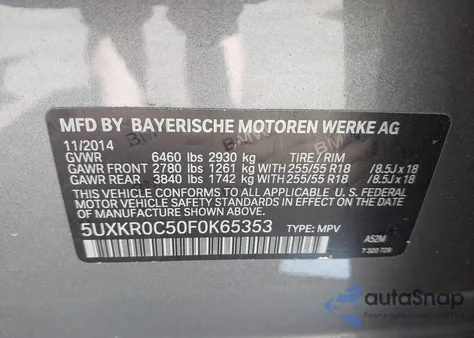 MFD BY BAYERISCHE MOTOREN WERKE AG
11/2014
GVWR 6460 lbs 2930 kg TIRE / RIM
GAWR FRONT 2780 lbs 1261 kg WITH 255/55 R18 /8.5J x 18
GAWR REAR 3840 lbs 1742 kg WITH 255/55 R18 /8.5J x 18
THIS VEHICLE CONFORMS TO ALL APPLICABLE U.S. FEDERAL MOTOR
VEHICLE SAFETY STANDARDS IN EFFECT ON THE DATE OF MANUFACTURE SHOWN ABOVE.
5UXKR0C50F0K65353 TYPE: MPV A52M
7 320 709
autoSnap